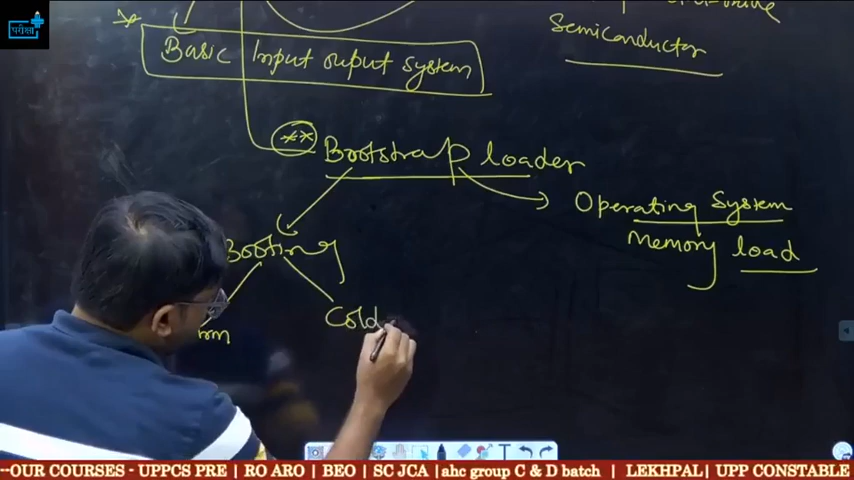 परीक्षा
Semiconductor
Basic Input output system
** Bootstrap loader
Operating System
Memory load
Booting
Cold
--OUR COURSES - UPPCS PRE | RO ARO | BEO | SC JCA |ahc group C & D batch | LEKHPAL| UPP CONSTABLE